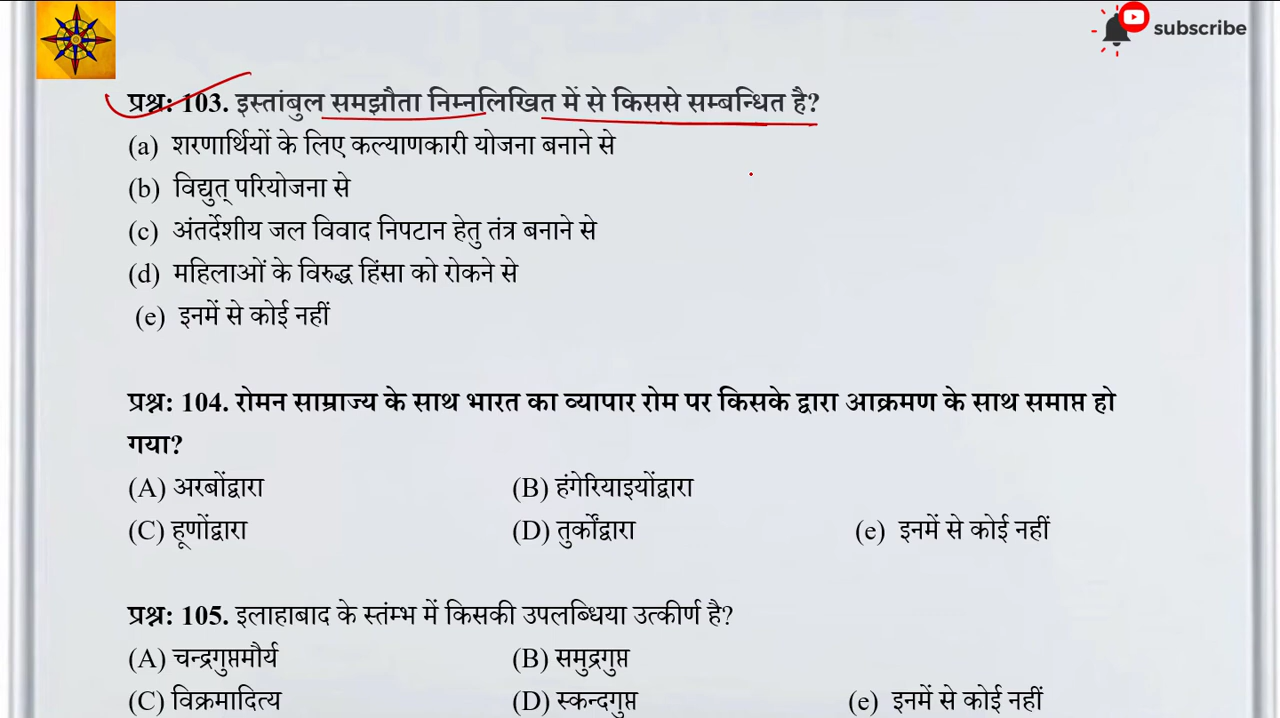 subscribe
प्रश्न: 103. इस्तांबुल समझौता निम्नलिखित में से किससे सम्बन्धित है?
(a) शरणार्थियों के लिए कल्याणकारी योजना बनाने से
(b) विद्युत् परियोजना से
(c) अंतर्देशीय जल विवाद निपटान हेतु तंत्र बनाने से
(d) महिलाओं के विरुद्ध हिंसा को रोकने से
(e) इनमें से कोई नहीं
प्रश्न: 104. रोमन साम्राज्य के साथ भारत का व्यापार रोम पर किसके द्वारा आक्रमण के साथ समाप्त हो
गया?
(A) अरबोंद्वारा (B) हंगेरियाइयोंद्वारा
(C) हूणोंद्वारा (D) तुर्कोंद्वारा (e) इनमें से कोई नहीं
प्रश्न: 105. इलाहाबाद के स्तंम्भ में किसकी उपलब्धिया उत्कीर्ण है?
(A) चन्द्रगुप्तमौर्य (B) समुद्रगुप्त
(C) विक्रमादित्य (D) स्कन्दगुप्त (e) इनमें से कोई नहीं